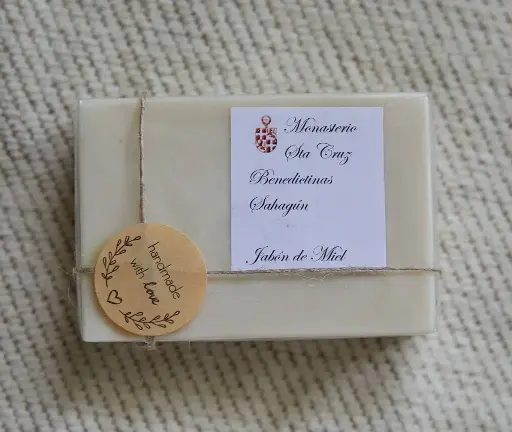 Monasterio
Sta Cruz
Benedictinas
Sahagún
Jabón de Miel
handmade
with love